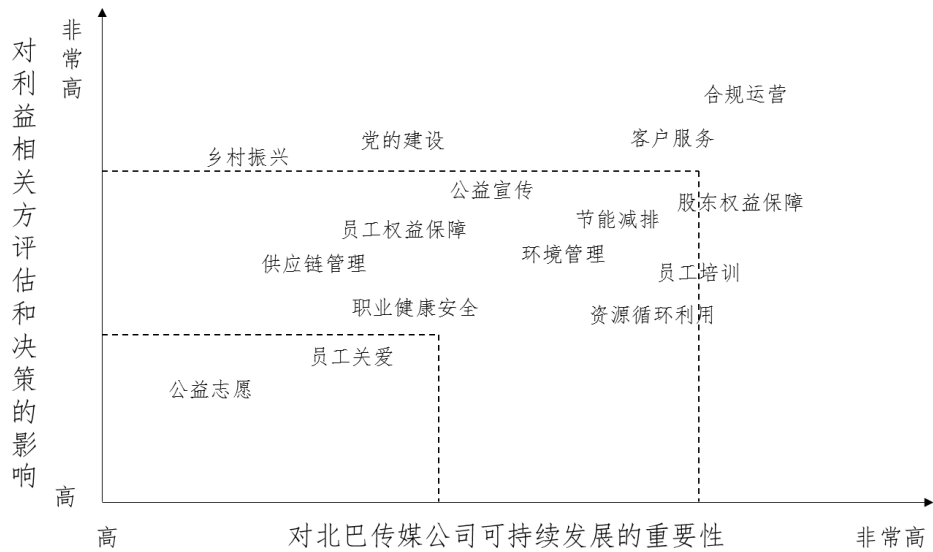 对利益相关方评估和决策的影响
非常高
合规运营
客户服务
党的建设
乡村振兴
公益宣传
股东权益保障
节能减排
员工权益保障
环境管理
供应链管理
员工培训
职业健康安全
资源循环利用
员工关爱
公益志愿
高
高
对北巴传媒公司可持续发展的重要性
非常高